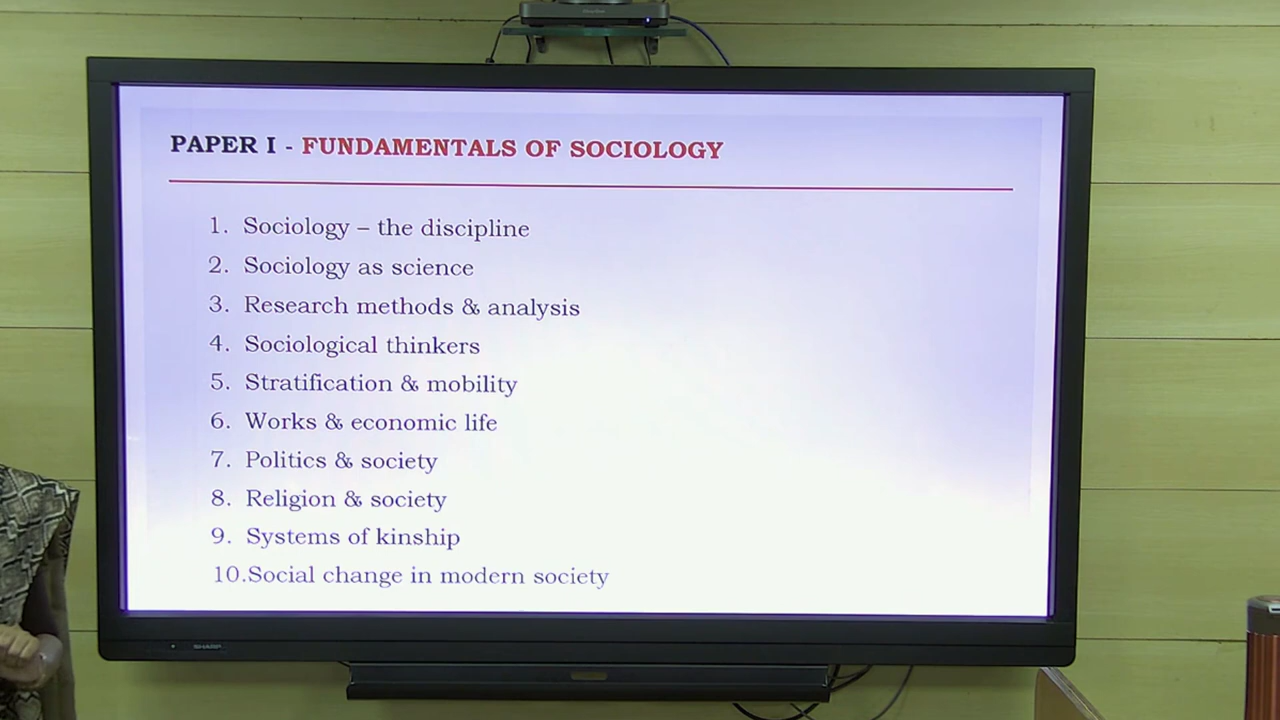 PAPER I - FUNDAMENTALS OF SOCIOLOGY
1. Sociology – the discipline
2. Sociology as science
3. Research methods & analysis
4. Sociological thinkers
5. Stratification & mobility
6. Works & economic life
7. Politics & society
8. Religion & society
9. Systems of kinship
10.Social change in modern society
SHARP